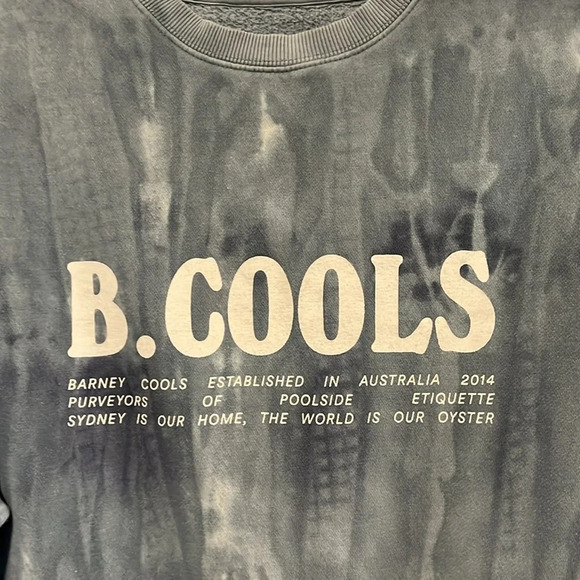 B.COOLS
BARNEY COOLS ESTABLISHED IN AUSTRALIA 2014
PURVEYORS OF POOLSIDE ETIQUETTE
SYDNEY IS OUR HOME, THE WORLD IS OUR OYSTER